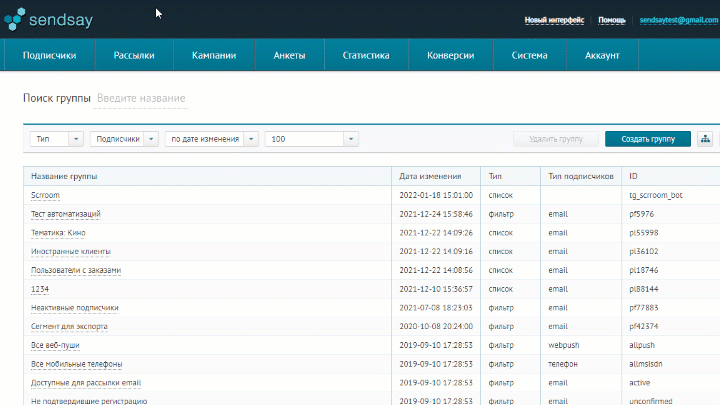 sendsay
Новый интерфейс Помощь sendsaytest@gmail.com
Подписчики Рассылки Кампании Анкеты Статистика Конверсии Система Аккаунт
Поиск группы Введите название
Тип Подписчики по дате изменения 100 Удалить группу Создать группу
Название группы Дата изменения Тип Тип подписчиков ID
Scrroom 2022-01-18 15:01:00 список tg_scrroom_bot
Тест автоматизаций 2021-12-24 15:58:46 фильтр email pf5976
Тематика: Кино 2021-12-22 14:09:26 список email pl55998
Иностранные клиенты 2021-12-22 14:09:16 список email pl36102
Пользователи с заказами 2021-12-22 14:08:56 список email pl18746
1234 2021-12-10 15:36:57 список email pl88144
Неактивные подписчики 2021-07-08 18:23:03 фильтр email pf77883
Сегмент для экспорта 2020-10-08 20:24:00 фильтр email pf42374
Все веб-пуши 2019-09-10 17:28:53 фильтр webpush allpush
Все мобильные телефоны 2019-09-10 17:28:53 фильтр телефон allmsisdn
Доступные для рассылки email 2019-09-10 17:28:53 фильтр email active
Не подтвердившие регистрацию 2019-09-10 17:28:53 фильтр email unconfirmed